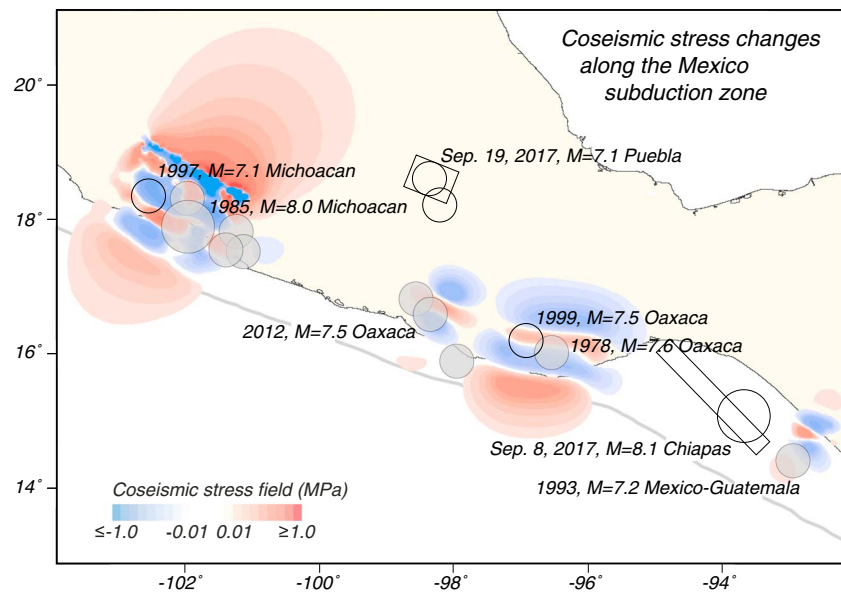 Coseismic stress changes
along the Mexico
subduction zone
20˚
Sep. 19, 2017, M=7.1 Puebla
1997, M=7.1 Michoacan
1985, M=8.0 Michoacan
18˚
1999, M=7.5 Oaxaca
2012, M=7.5 Oaxaca
1978, M=7.6 Oaxaca
16˚
Sep. 8, 2017, M=8.1 Chiapas
1993, M=7.2 Mexico-Guatemala
14˚
Coseismic stress field (MPa)
≤-1.0 -0.01 0.01 ≥1.0
-102˚ -100˚ -98˚ -96˚ -94˚